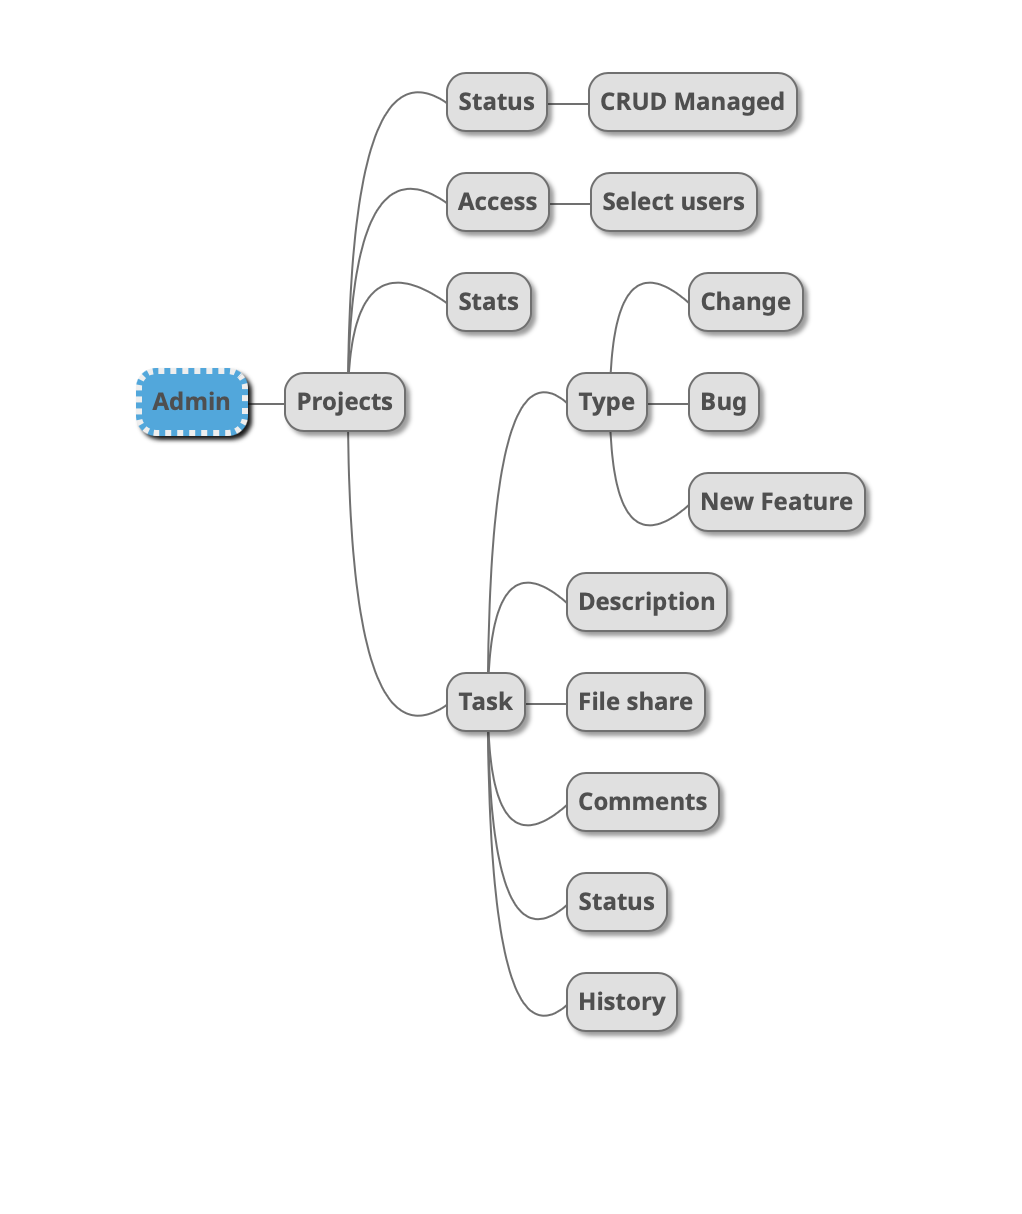 Status
CRUD Managed
Access
Select users
Stats
Change
Admin
Projects
Type
Bug
New Feature
Description
Task
File share
Comments
Status
History